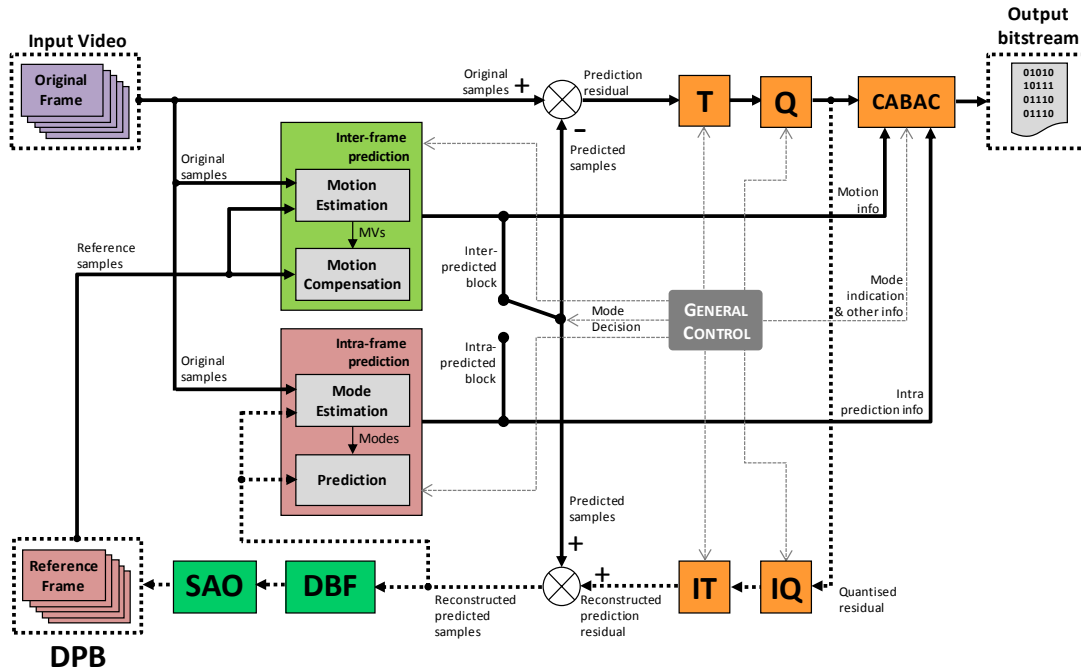 Input Video
Original
Frame
Original
samples
+
Prediction
residual
T
Q
CABAC
Output
bitstream
01010
10111
01110
01110
−
Predicted
samples
Original
samples
Inter-frame
prediction
Motion
Estimation
MVs
Motion
Compensation
Reference
samples
Inter-
predicted
block
Motion
info
Mode
indication
& other info
Mode
Decision
GENERAL
CONTROL
Original
samples
Intra-frame
prediction
Mode
Estimation
Modes
Prediction
Intra-
predicted
block
Intra
prediction info
Predicted
samples
+
+
Reference
Frame
DPB
SAO
DBF
Reconstructed
predicted
samples
Reconstructed
prediction
residual
IT
IQ
Quantised
residual